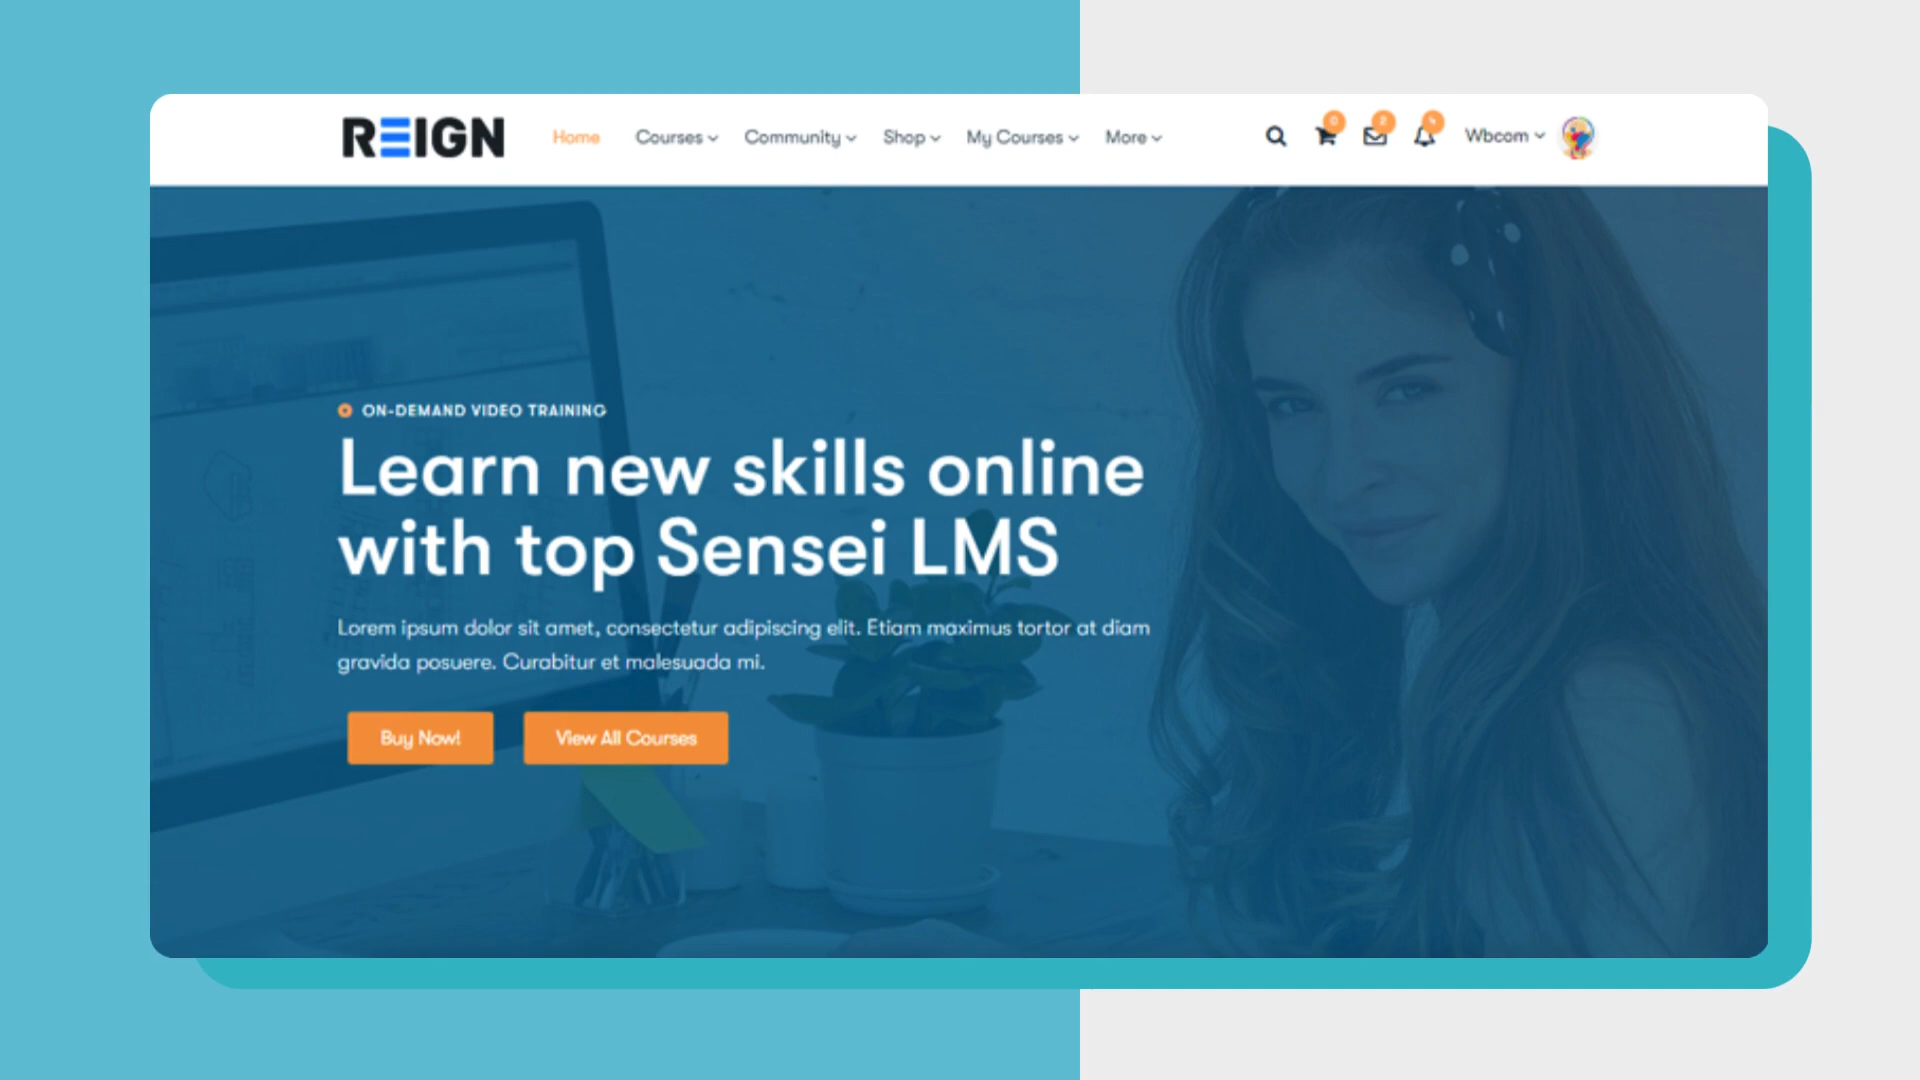 REIGN Home Courses Community Shop My Courses More 0 2 Wbcom
ON-DEMAND VIDEO TRAINING
Learn new skills online
with top Sensei LMS
Lorem ipsum dolor sit amet, consectetur adipiscing elit. Etiam maximus tortor at diam
gravida posuere. Curabitur et malesuada mi.
Buy Now! View All Courses